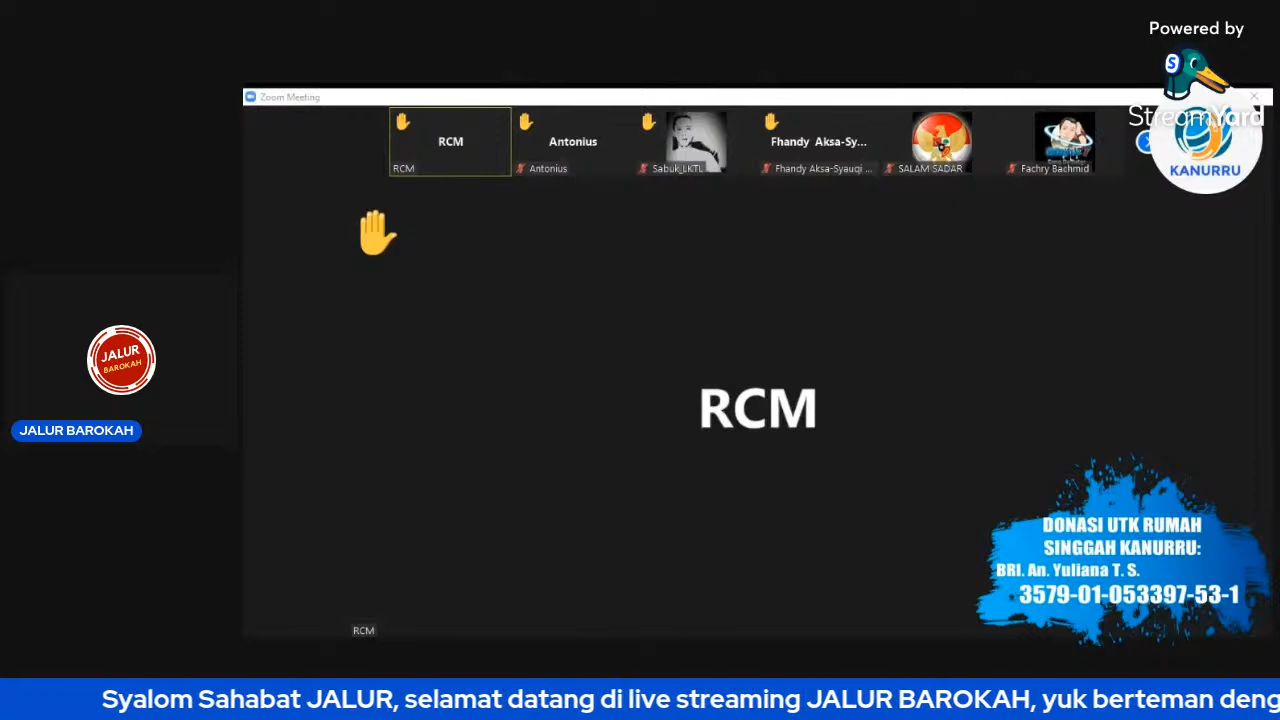 Powered by
StreamYard
KANURRU
Zoom Meeting
RCM
RCM
Antonius
Antonius
Sabuk_LKTL
Fhandy Aksa-Sy...
Fhandy Aksa-Syauqi ...
SALAM SADAR
Fachry Bachmid
JALUR
BAROKAH
JALUR BAROKAH
RCM
RCM
DONASI UTK RUMAH
SINGGAH KANURRU:
BRI. An. Yuliana T. S.
3579-01-053397-53-1
Syalom Sahabat JALUR, selamat datang di live streaming JALUR BAROKAH, yuk berteman deng